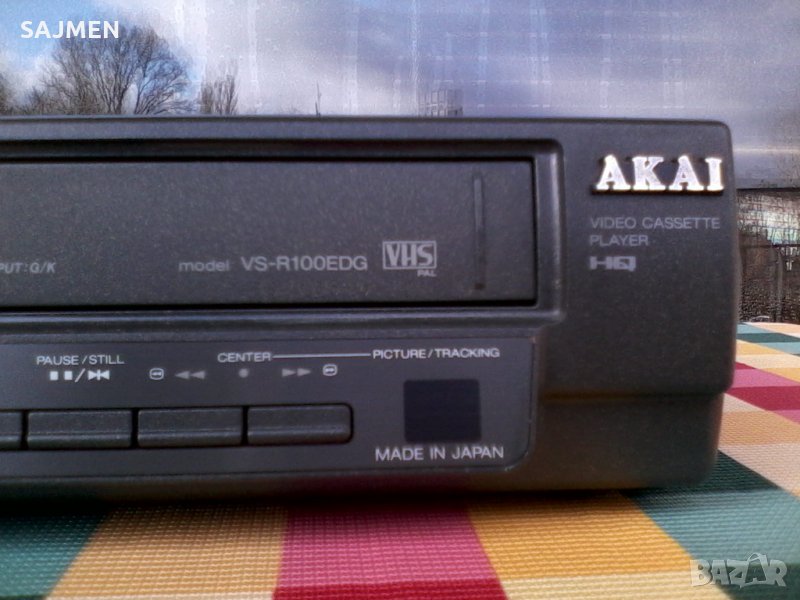 SAJMEN
AKAI
VIDEO CASSETTE
PLAYER
HQ
PUT:G/K
model VS-R100EDG VHS
PAL
PAUSE/STILL
CENTER
PICTURE/TRACKING
MADE IN JAPAN
BAZAR